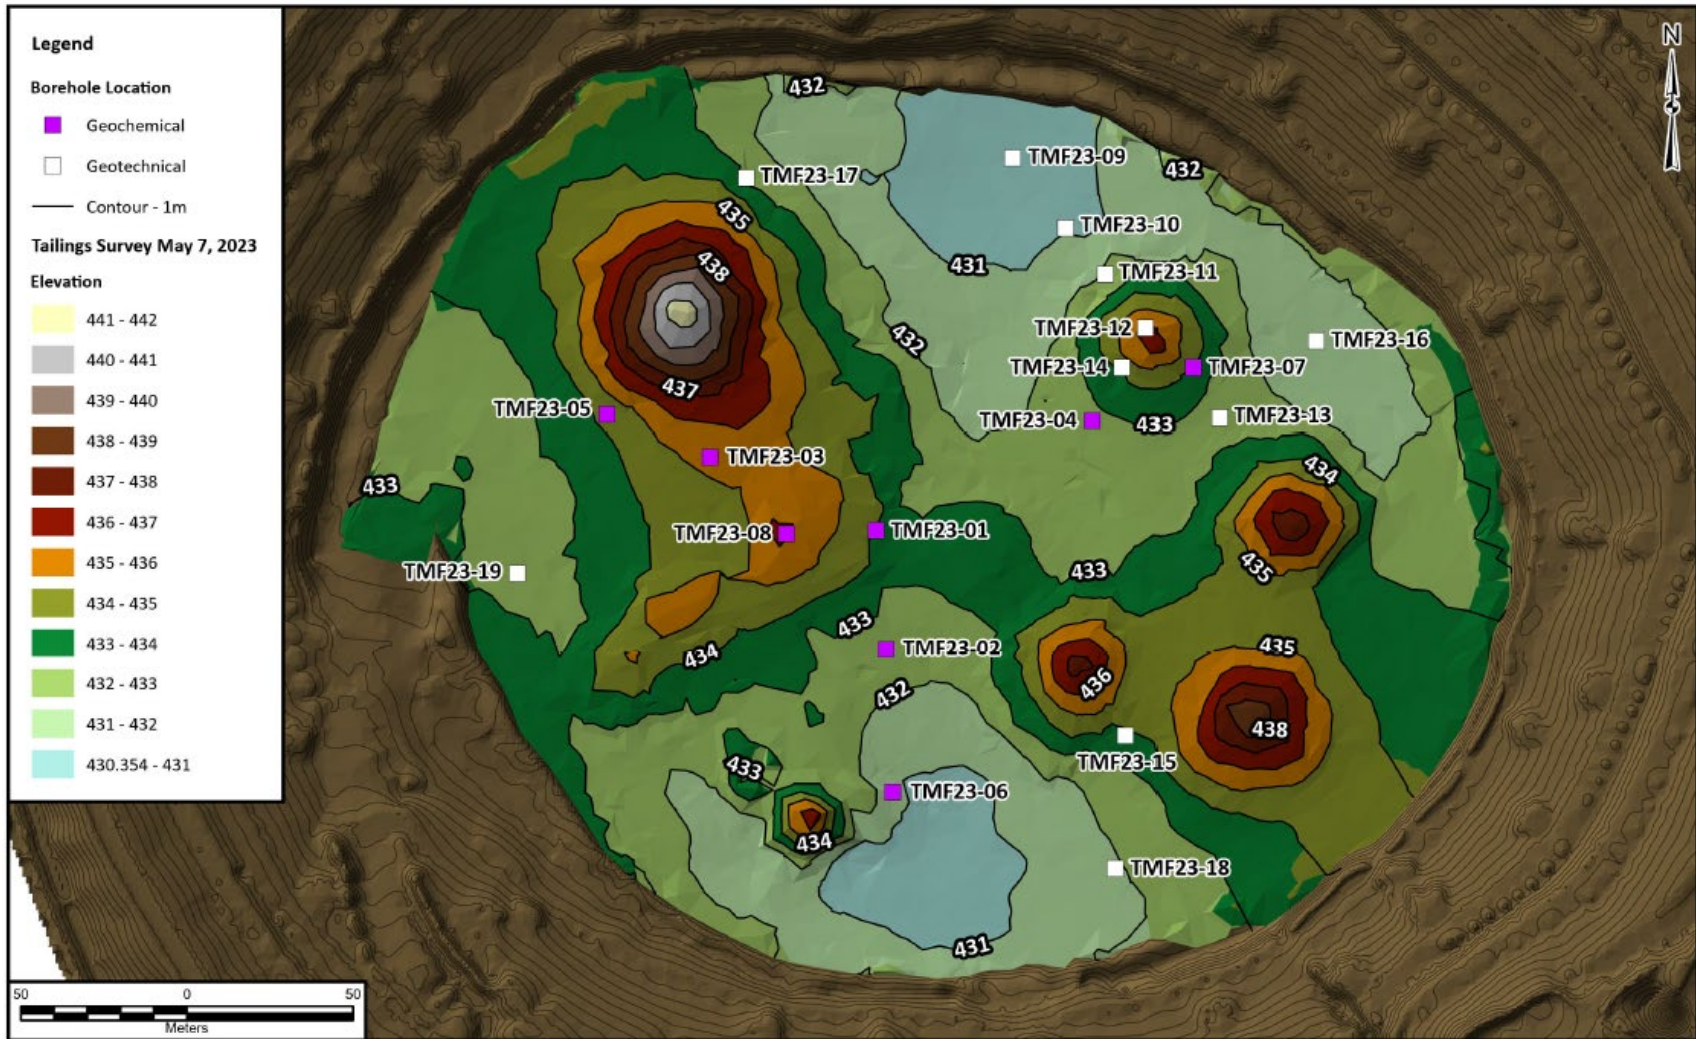 Legend
Borehole Location
Geochemical
Geotechnical
Contour - 1m
Tailings Survey May 7, 2023
Elevation
441 - 442
440 - 441
439 - 440
438 - 439
437 - 438
436 - 437
435 - 436
434 - 435
433 - 434
432 - 433
431 - 432
430.354 - 431
50 0 50
Meters
N
432
TMF23-09
432
TMF23-17
435
TMF23-10
438
431
TMF23-11
TMF23-12
432
TMF23-16
TMF23-14
TMF23-07
437
TMF23-05
TMF23-04
433
TMF23-13
TMF23-03
434
433
TMF23-08
TMF23-01
435
TMF23-19
433
433
TMF23-02
435
434
436
432
438
TMF23-15
433
TMF23-06
434
TMF23-18
431